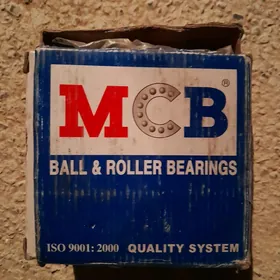 MCB®
BALL & ROLLER BEARINGS
ISO 9001: 2000 QUALITY SYSTEM